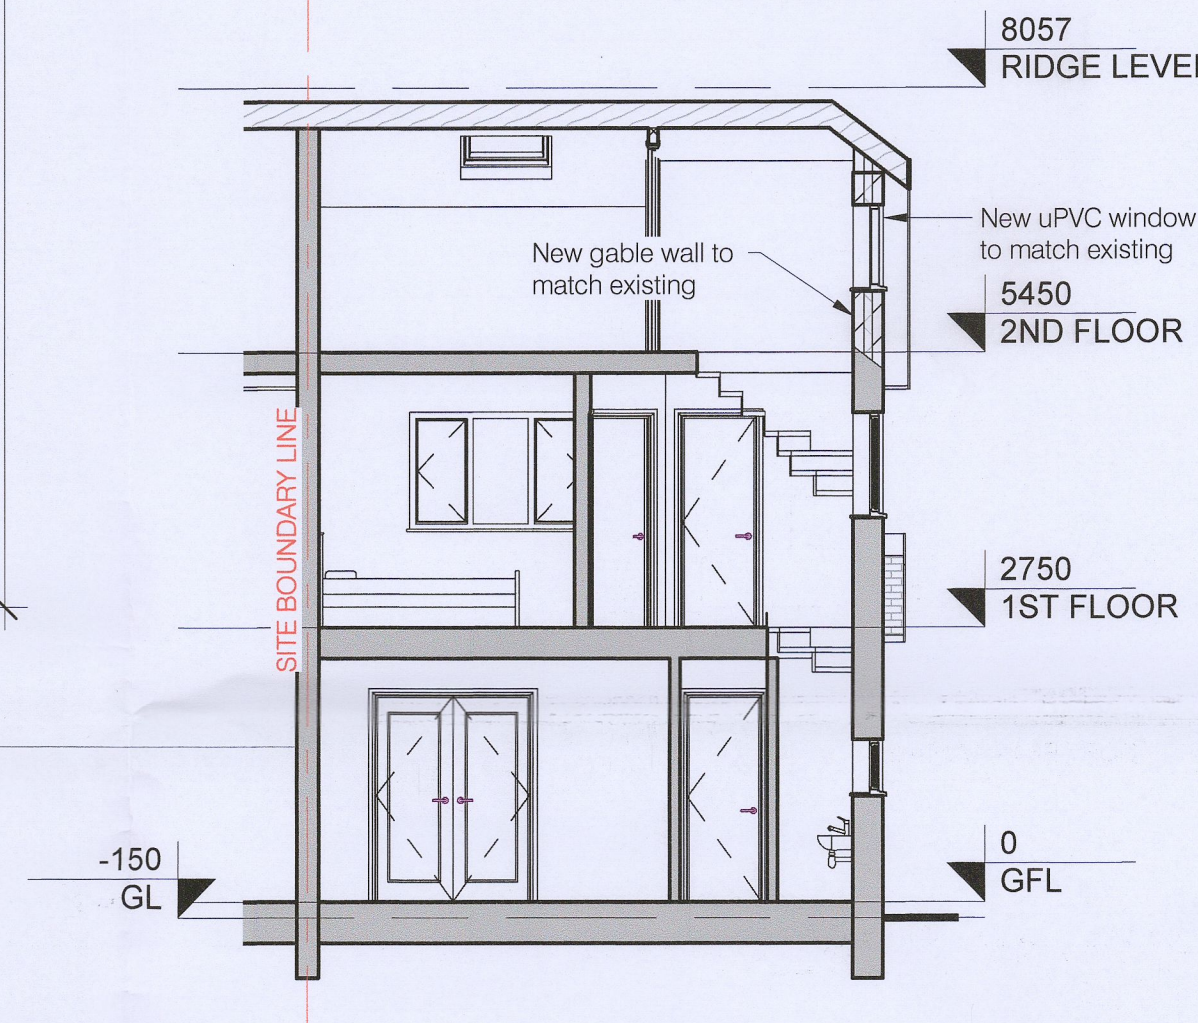 8057
RIDGE LEVEL
New uPVC window
to match existing
New gable wall to
match existing
5450
2ND FLOOR
SITE BOUNDARY LINE
2750
1ST FLOOR
-150
GL
0
GFL